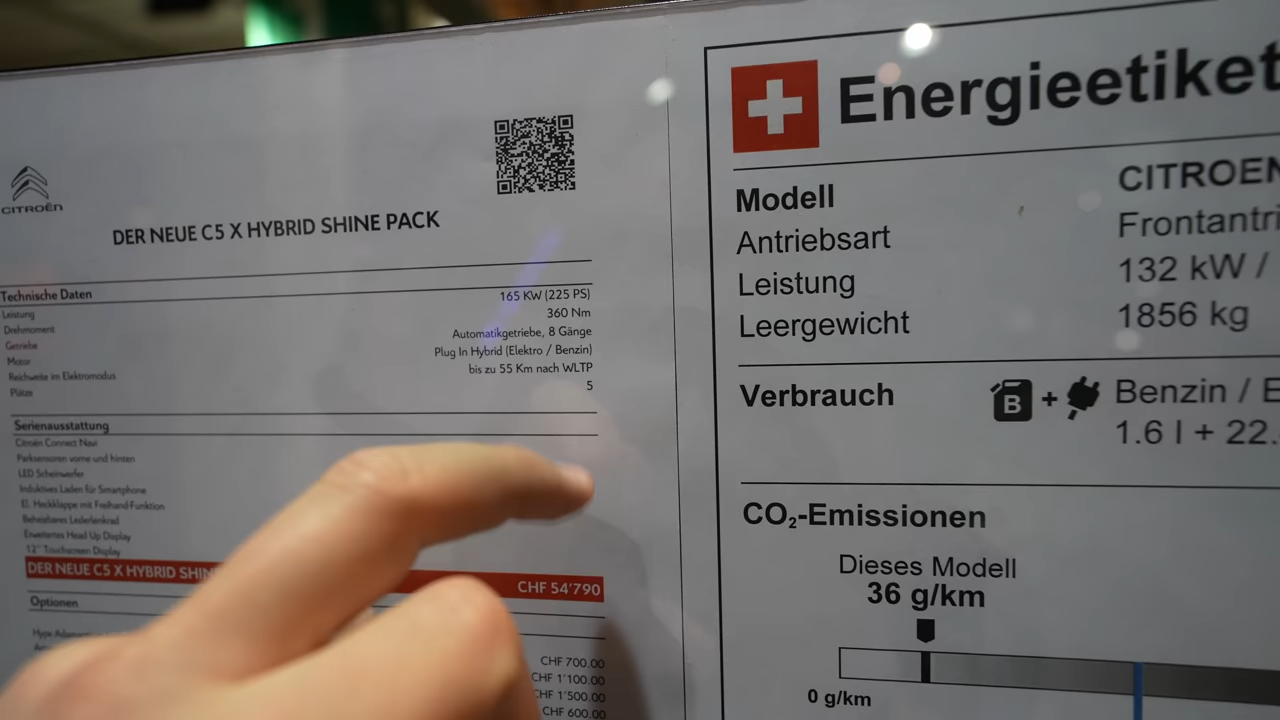 CITROËN
DER NEUE C5 X HYBRID SHINE PACK
Technische Daten
Leistung 165 KW (225 PS)
Drehmoment 360 Nm
Getriebe Automatikgetriebe, 8 Gänge
Motor Plug In Hybrid (Elektro / Benzin)
Reichweite im Elektromodus bis zu 55 Km nach WLTP
Plätze 5
Serienausstattung
Citroën Connect Navi
Parksensoren vorne und hinten
LED Scheinwerfer
Induktives Laden für Smartphone
El. Heckklappe mit Freihand-Funktion
Beheizbares Lederlenkrad
Erweitertes Head Up Display
12'' Touchscreen Display
DER NEUE C5 X HYBRID SHIN CHF 54'790
Optionen
Hype
CHF 700.00
CHF 1'100.00
CHF 1'500.00
CHF 600.00
Energieetiket
Modell CITROEN
Antriebsart Frontantri
Leistung 132 kW /
Leergewicht 1856 kg
Verbrauch B + Benzin / E
1.6 l + 22.
CO₂-Emissionen
Dieses Modell
36 g/km
0 g/km